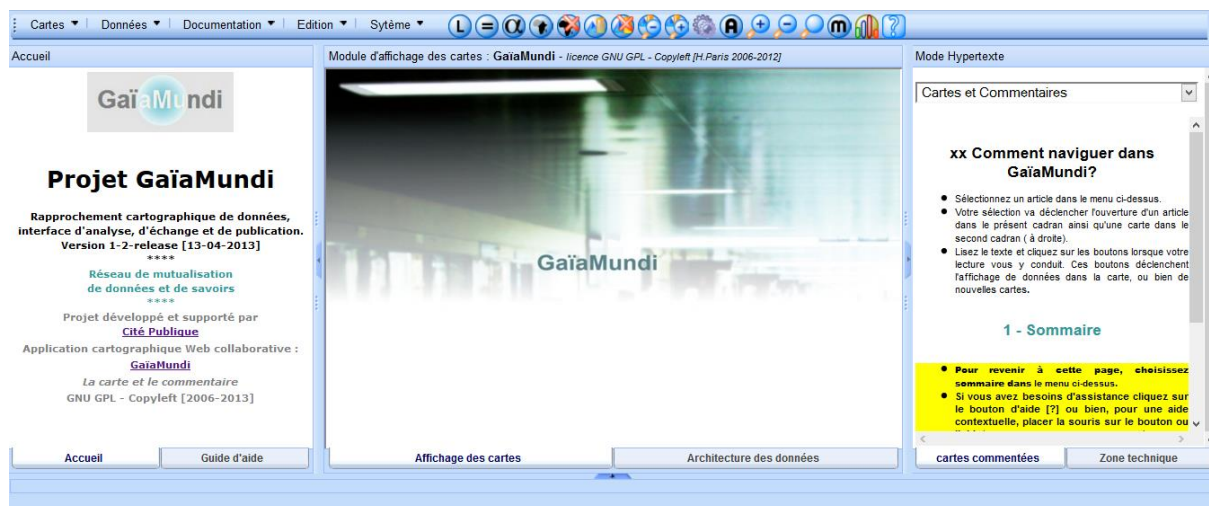 Cartes Données Documentation Edition Sytème
L = α A m ?
Accueil
GaïaMundi
Projet GaïaMundi
Rapprochement cartographique de données,
interface d'analyse, d'échange et de publication.
Version 1-2-release [13-04-2013]
****
Réseau de mutualisation
de données et de savoirs
****
Projet développé et supporté par
Cité Publique
Application cartographique Web collaborative :
GaïaMundi
La carte et le commentaire
GNU GPL - Copyleft [2006-2013]
Accueil Guide d'aide
Module d'affichage des cartes : GaïaMundi - licence GNU GPL - Copyleft [H.Paris 2006-2012]
GaïaMundi
Affichage des cartes Architecture des données
Mode Hypertexte
Cartes et Commentaires
xx Comment naviguer dans
GaïaMundi?
Sélectionnez un article dans le menu ci-dessus.
Votre sélection va déclencher l'ouverture d'un article
dans le présent cadran ainsi qu'une carte dans le
second cadran ( à droite).
Lisez le texte et cliquez sur les boutons lorsque votre
lecture vous y conduit. Ces boutons déclenchent
l'affichage de données dans la carte, ou bien de
nouvelles cartes.
1 - Sommaire
Pour revenir à cette page, choisissez
sommaire dans le menu ci-dessus.
Si vous avez besoins d'assistance cliquez sur
le bouton d'aide [?] ou bien, pour une aide
contextuelle, placer la souris sur le bouton ou
cartes commentées Zone technique